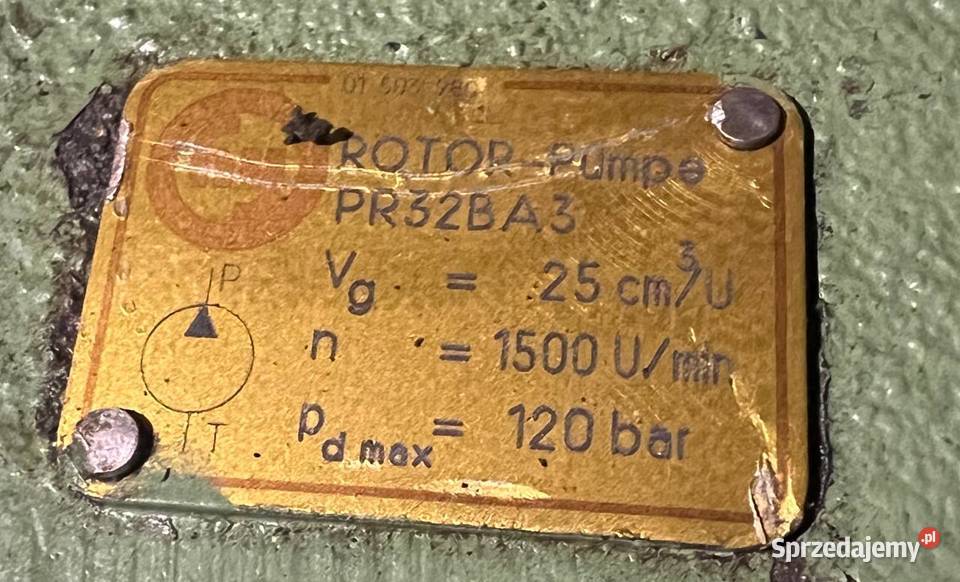 ROTOR-Pumpe
PR32BA3
Vg = 25 cm³/U
P
n = 1500 U/min
pd max = 120 bar
T
Sprzedajemy.pl